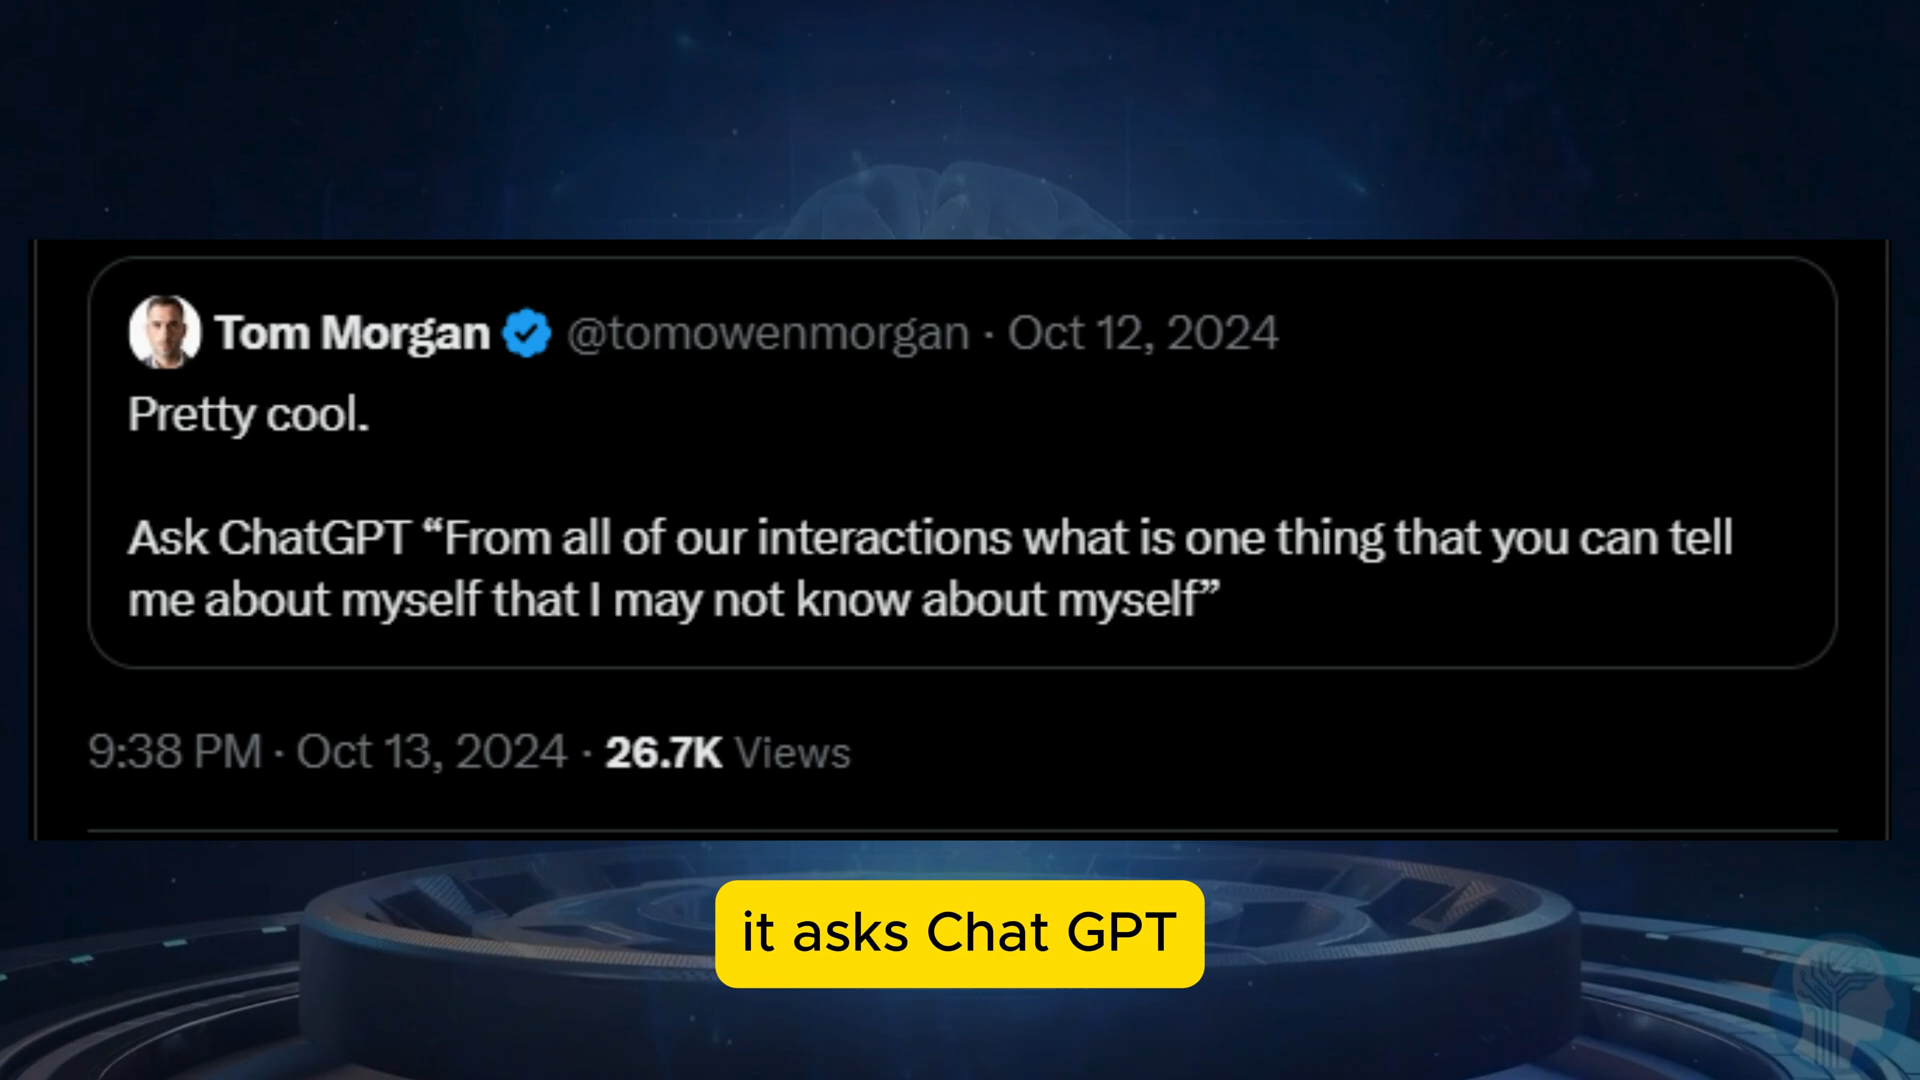 Tom Morgan @tomowenmorgan · Oct 12, 2024
Pretty cool.
Ask ChatGPT “From all of our interactions what is one thing that you can tell
me about myself that I may not know about myself”
9:38 PM · Oct 13, 2024 · 26.7K Views
it asks Chat GPT